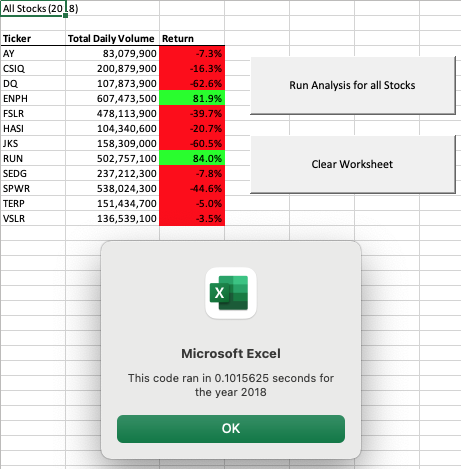 All Stocks (2018)
Ticker Total Daily Volume Return
AY 83,079,900 -7.3%
CSIQ 200,879,900 -16.3%
DQ 107,873,900 -62.6%
ENPH 607,473,500 81.9%
FSLR 478,113,900 -39.7%
HASI 104,340,600 -20.7%
JKS 158,309,000 -60.5%
RUN 502,757,100 84.0%
SEDG 237,212,300 -7.8%
SPWR 538,024,300 -44.6%
TERP 151,434,700 -5.0%
VSLR 136,539,100 -3.5%
Run Analysis for all Stocks
Clear Worksheet
X
Microsoft Excel
This code ran in 0.1015625 seconds for
the year 2018
OK